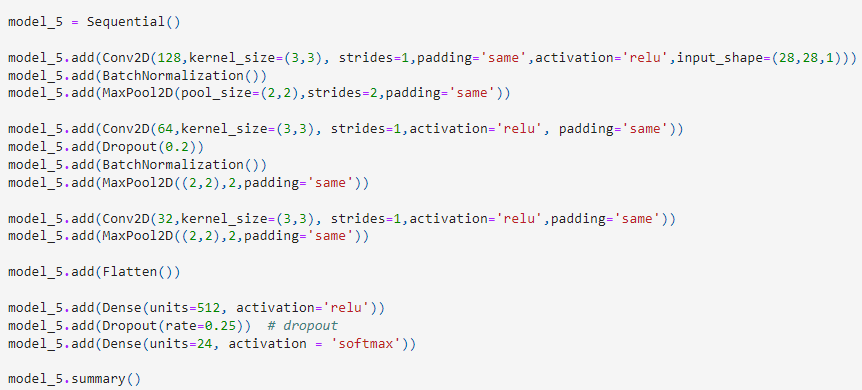 model_5 = Sequential()
model_5.add(Conv2D(128,kernel_size=(3,3), strides=1,padding='same',activation='relu',input_shape=(28,28,1)))
model_5.add(BatchNormalization())
model_5.add(MaxPool2D(pool_size=(2,2),strides=2,padding='same'))
model_5.add(Conv2D(64,kernel_size=(3,3), strides=1,activation='relu', padding='same'))
model_5.add(Dropout(0.2))
model_5.add(BatchNormalization())
model_5.add(MaxPool2D((2,2),2,padding='same'))
model_5.add(Conv2D(32,kernel_size=(3,3), strides=1,activation='relu',padding='same'))
model_5.add(MaxPool2D((2,2),2,padding='same'))
model_5.add(Flatten())
model_5.add(Dense(units=512, activation='relu'))
model_5.add(Dropout(rate=0.25))  # dropout
model_5.add(Dense(units=24, activation = 'softmax'))
model_5.summary()